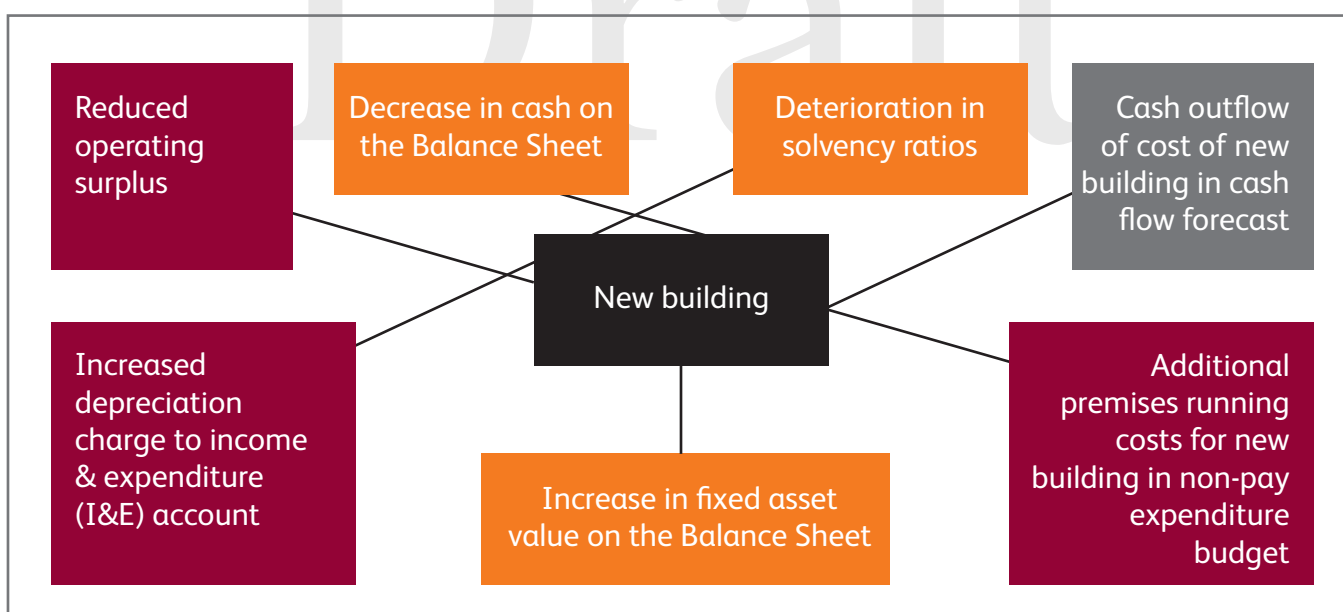 Draft
Reduced
operating
surplus
Decrease in cash on
the Balance Sheet
Deterioration in
solvency ratios
Cash outflow
of cost of new
building in cash
flow forecast
New building
Increased
depreciation
charge to income
& expenditure
(I&E) account
Increase in fixed asset
value on the Balance Sheet
Additional
premises running
costs for new
building in non-pay
expenditure
budget